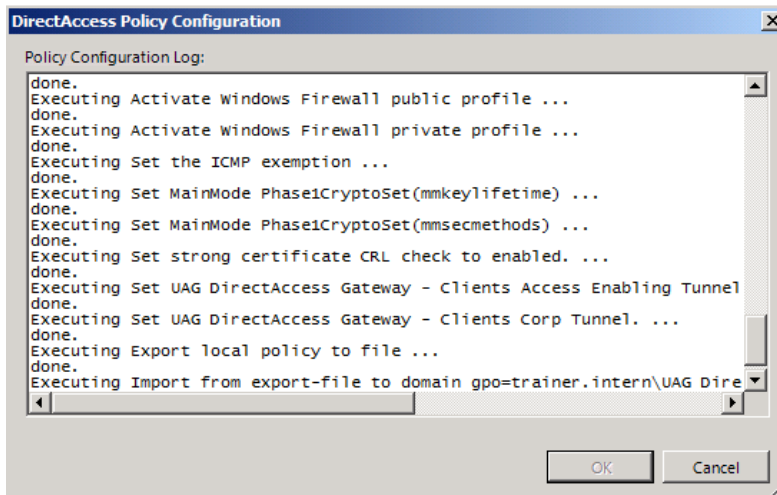 DirectAccess Policy Configuration
Policy Configuration Log:
done.
Executing Activate Windows Firewall public profile ...
done.
Executing Activate Windows Firewall private profile ...
done.
Executing Set the ICMP exemption ...
done.
Executing Set MainMode Phase1CryptoSet(mmkeylifetime) ...
done.
Executing Set MainMode Phase1CryptoSet(mmsecmethods) ...
done.
Executing Set strong certificate CRL check to enabled. ...
done.
Executing Set UAG DirectAccess Gateway - Clients Access Enabling Tunnel
done.
Executing Set UAG DirectAccess Gateway - Clients Corp Tunnel. ...
done.
Executing Export local policy to file ...
done.
Executing Import from export-file to domain gpo=trainer.intern\UAG Dire
OK
Cancel